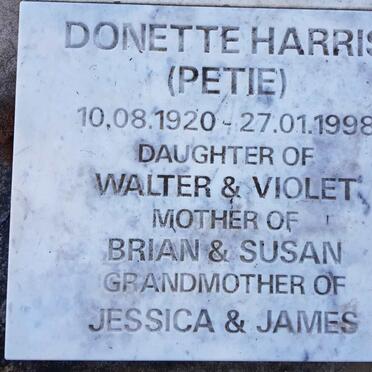 DONETTE HARRIS
(PETIE)
10.08.1920 - 27.01.1998
DAUGHTER OF
WALTER & VIOLET
MOTHER OF
BRIAN & SUSAN
GRANDMOTHER OF
JESSICA & JAMES